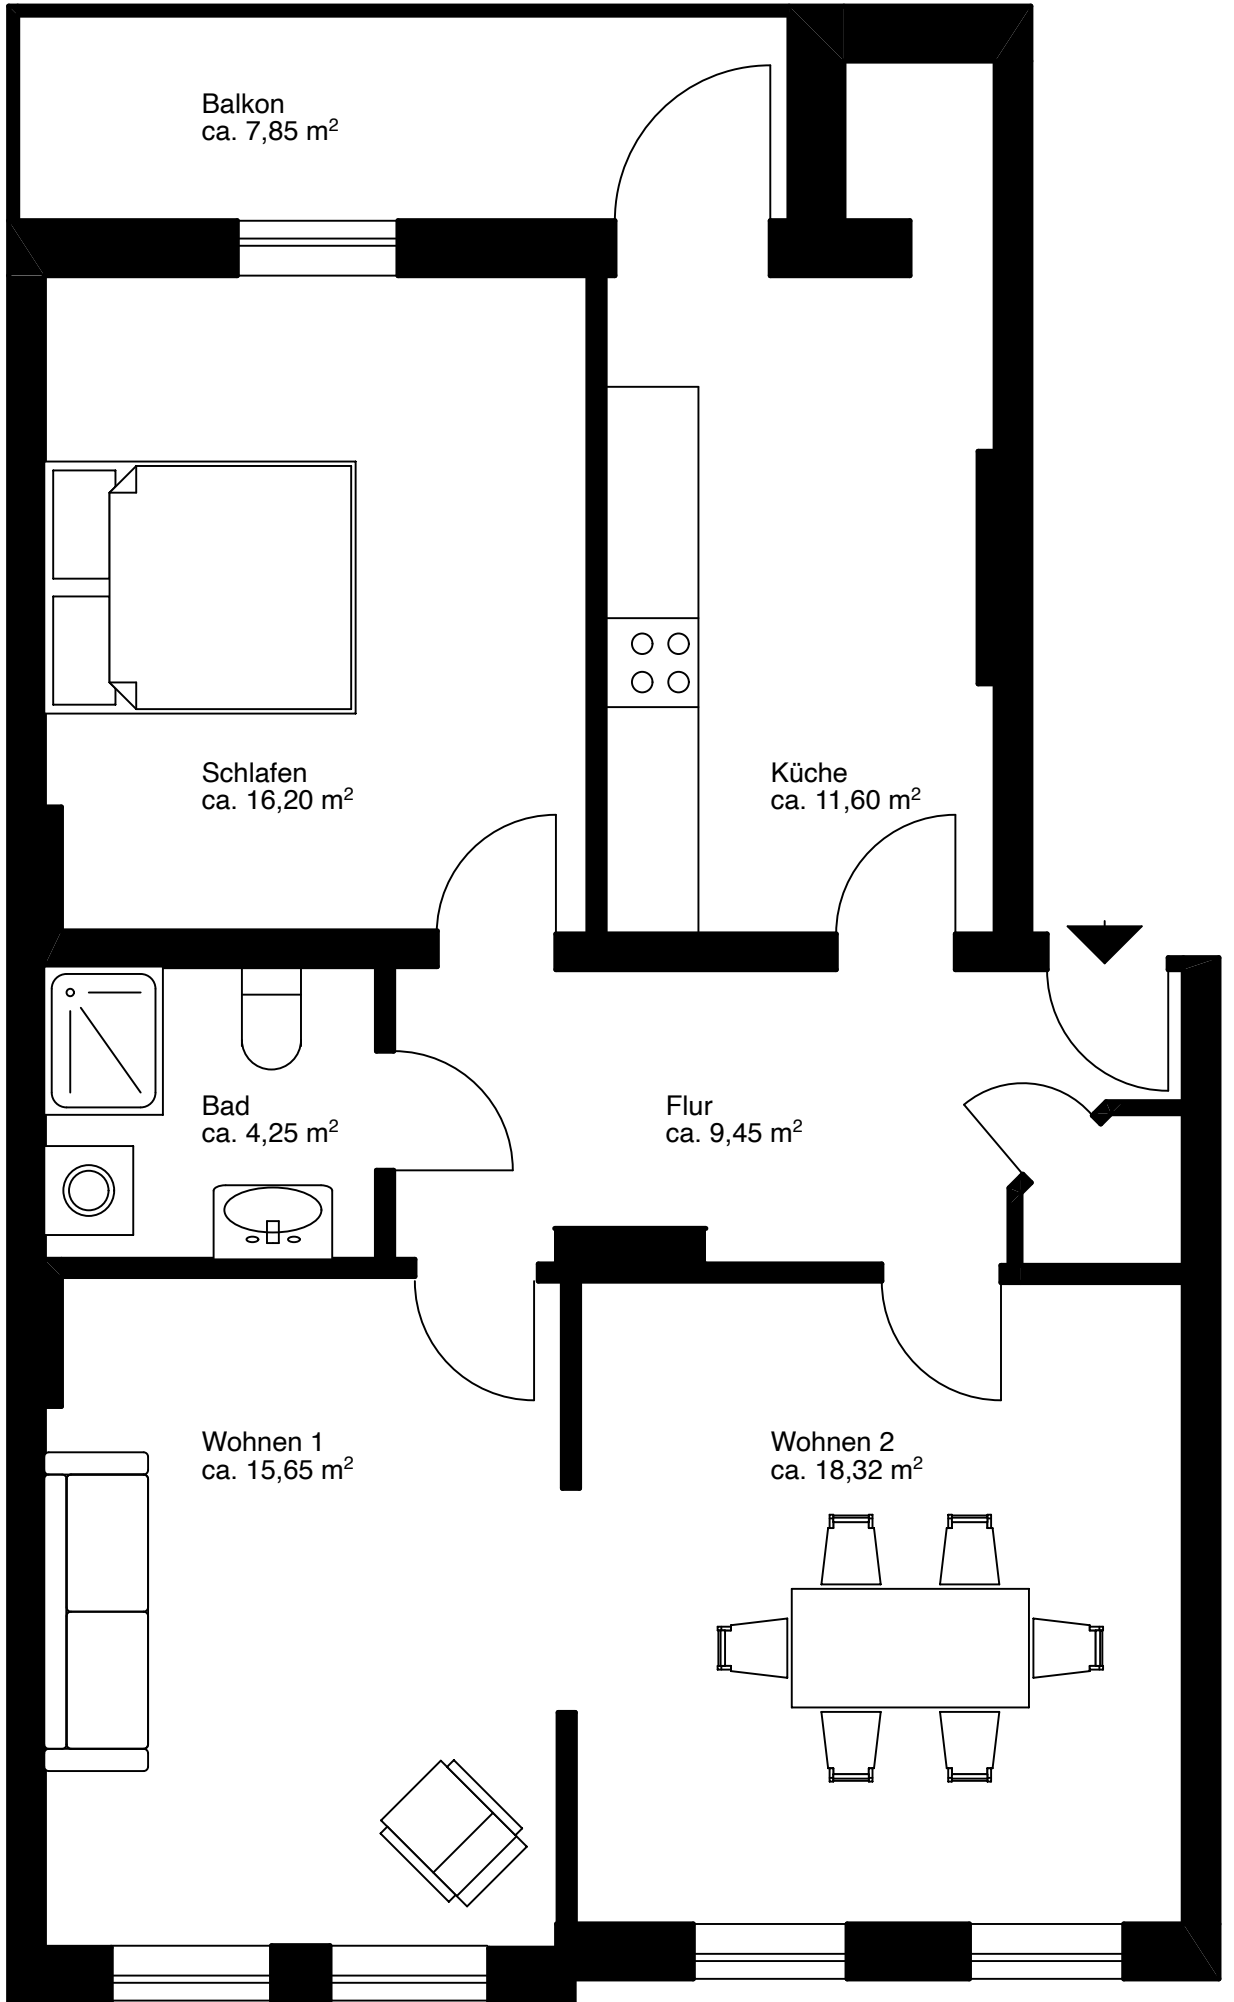 Balkon
ca. 7,85 m²
Schlafen
ca. 16,20 m²
Küche
ca. 11,60 m²
Bad
ca. 4,25 m²
Flur
ca. 9,45 m²
Wohnen 1
ca. 15,65 m²
Wohnen 2
ca. 18,32 m²